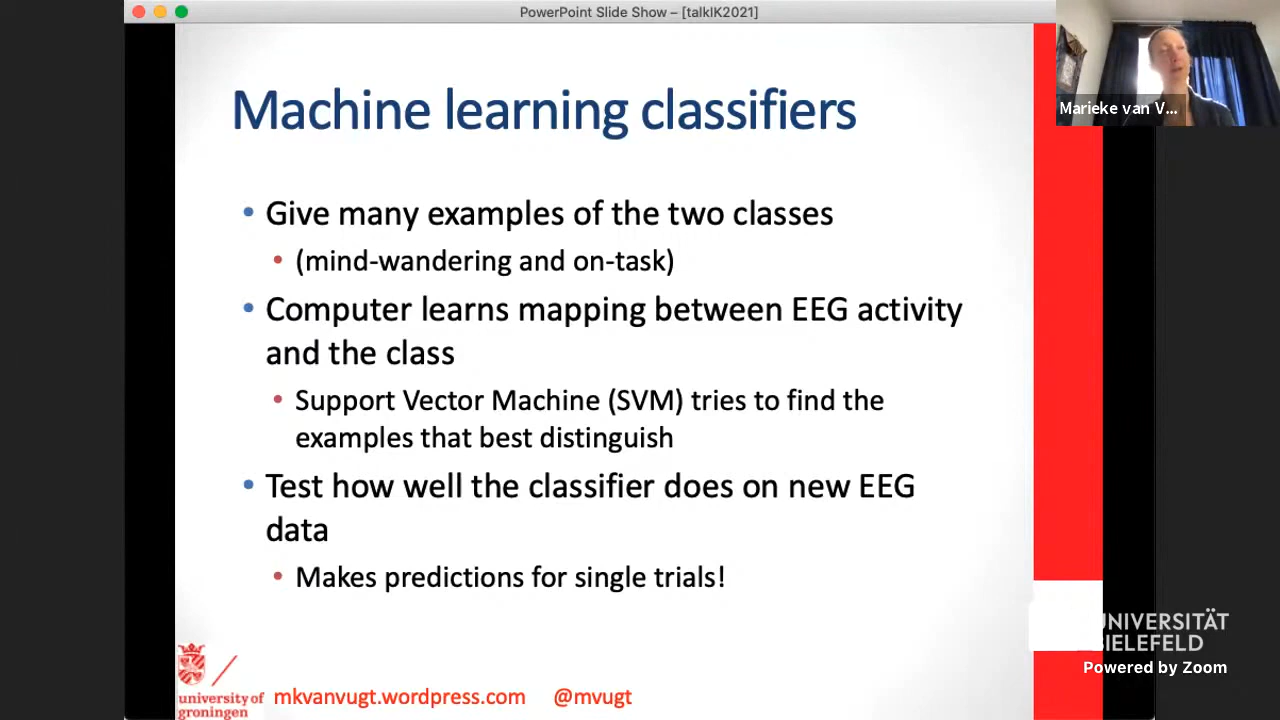 PowerPoint Slide Show – [talkIK2021]
Marieke van V...
Machine learning classifiers
• Give many examples of the two classes
• (mind-wandering and on-task)
• Computer learns mapping between EEG activity
and the class
• Support Vector Machine (SVM) tries to find the
examples that best distinguish
• Test how well the classifier does on new EEG
data
• Makes predictions for single trials!
UNIVERSITÄT
BIELEFELD
Powered by Zoom
university of
groningen
mkvanvugt.wordpress.com @mvugt